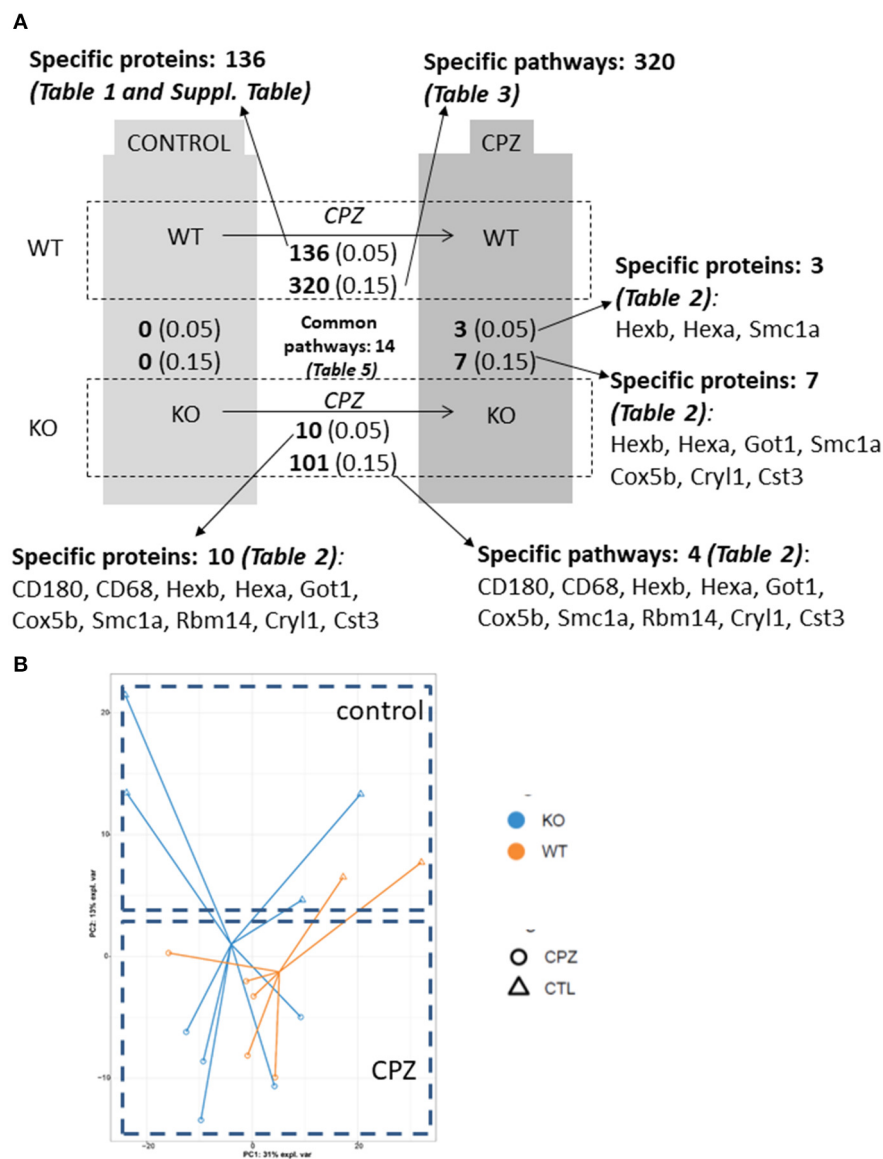 A
Specific proteins: 136
(Table 1 and Suppl. Table)
Specific pathways: 320
(Table 3)
CONTROL
CPZ
WT
WT
CPZ
WT
136 (0.05)
320 (0.15)
Specific proteins: 3
(Table 2):
Hexb, Hexa, Smc1a
0 (0.05)
0 (0.15)
Common
pathways: 14
(Table 5)
3 (0.05)
7 (0.15)
Specific proteins: 7
(Table 2):
Hexb, Hexa, Got1, Smc1a
Cox5b, Cryl1, Cst3
KO
KO
CPZ
KO
10 (0.05)
101 (0.15)
Specific proteins: 10 (Table 2):
CD180, CD68, Hexb, Hexa, Got1,
Cox5b, Smc1a, Rbm14, Cryl1, Cst3
Specific pathways: 4 (Table 2):
CD180, CD68, Hexb, Hexa, Got1,
Cox5b, Smc1a, Rbm14, Cryl1, Cst3
B
control
CPZ
20
10
0
−10
PC2: 13% expl. var
−20
0
20
PC1: 31% expl. var
KO
WT
CPZ
CTL